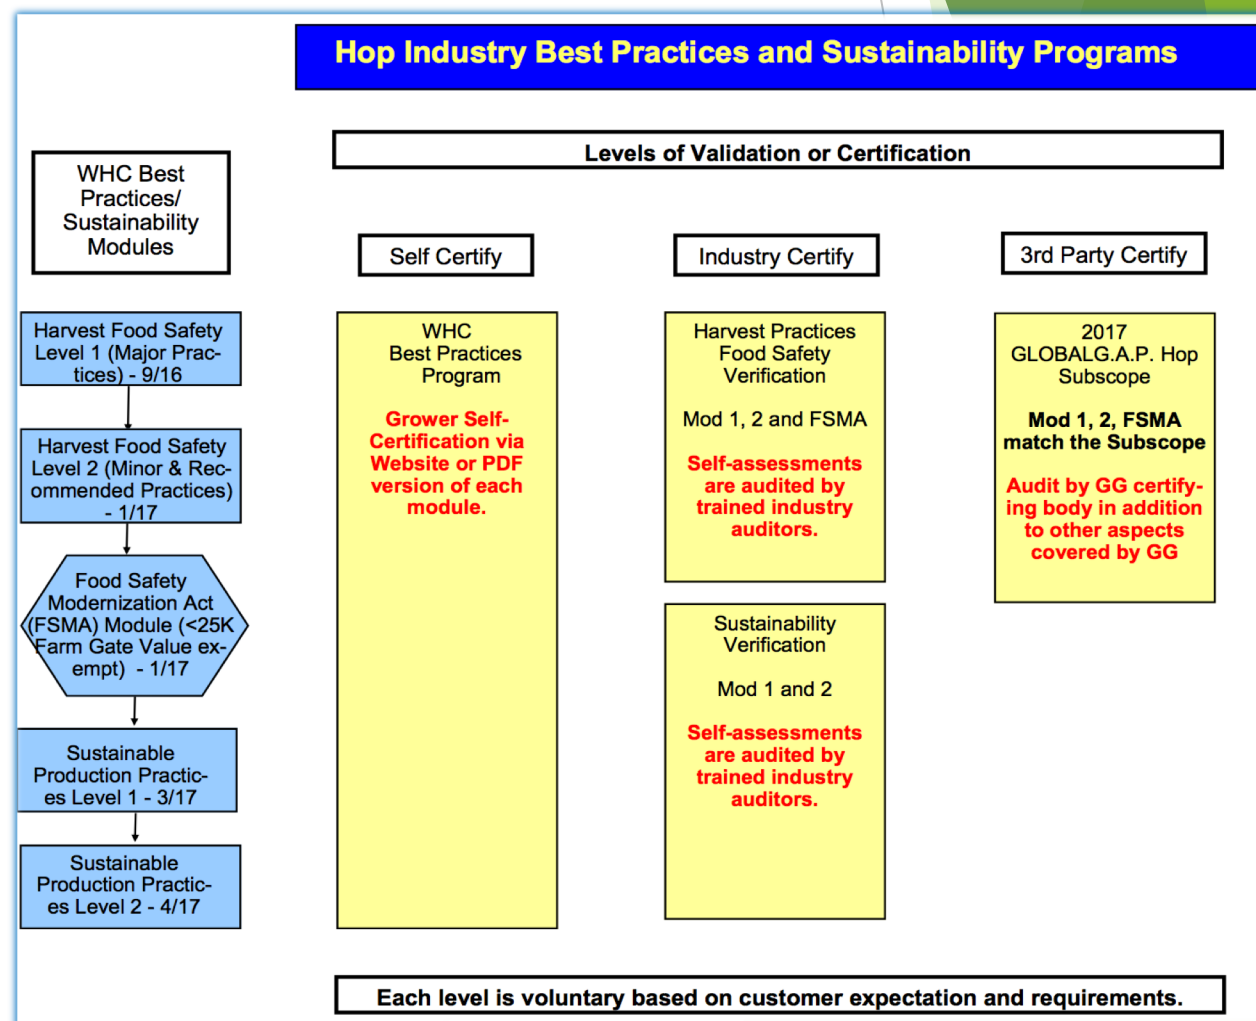 Hop Industry Best Practices and Sustainability Programs
Levels of Validation or Certification
WHC Best
Practices/
Sustainability
Modules
Self Certify
Industry Certify
3rd Party Certify
Harvest Food Safety
Level 1 (Major Prac-
tices) - 9/16
Harvest Food Safety
Level 2 (Minor & Rec-
ommended Practices)
- 1/17
Food Safety
Modernization Act
(FSMA) Module (<25K
Farm Gate Value ex-
empt)  - 1/17
Sustainable
Production Practic-
es Level 1 - 3/17
Sustainable
Production Practic-
es Level 2 - 4/17
WHC
Best Practices
Program
Grower Self-
Certification via
Website or PDF
version of each
module.
Harvest Practices
Food Safety
Verification
Mod 1, 2 and FSMA
Self-assessments
are audited by
trained industry
auditors.
Sustainability
Verification
Mod 1 and 2
Self-assessments
are audited by
trained industry
auditors.
2017
GLOBALG.A.P. Hop
Subscope
Mod 1, 2, FSMA
match the Subscope
Audit by GG certify-
ing body in addition
to other aspects
covered by GG
Each level is voluntary based on customer expectation and requirements.